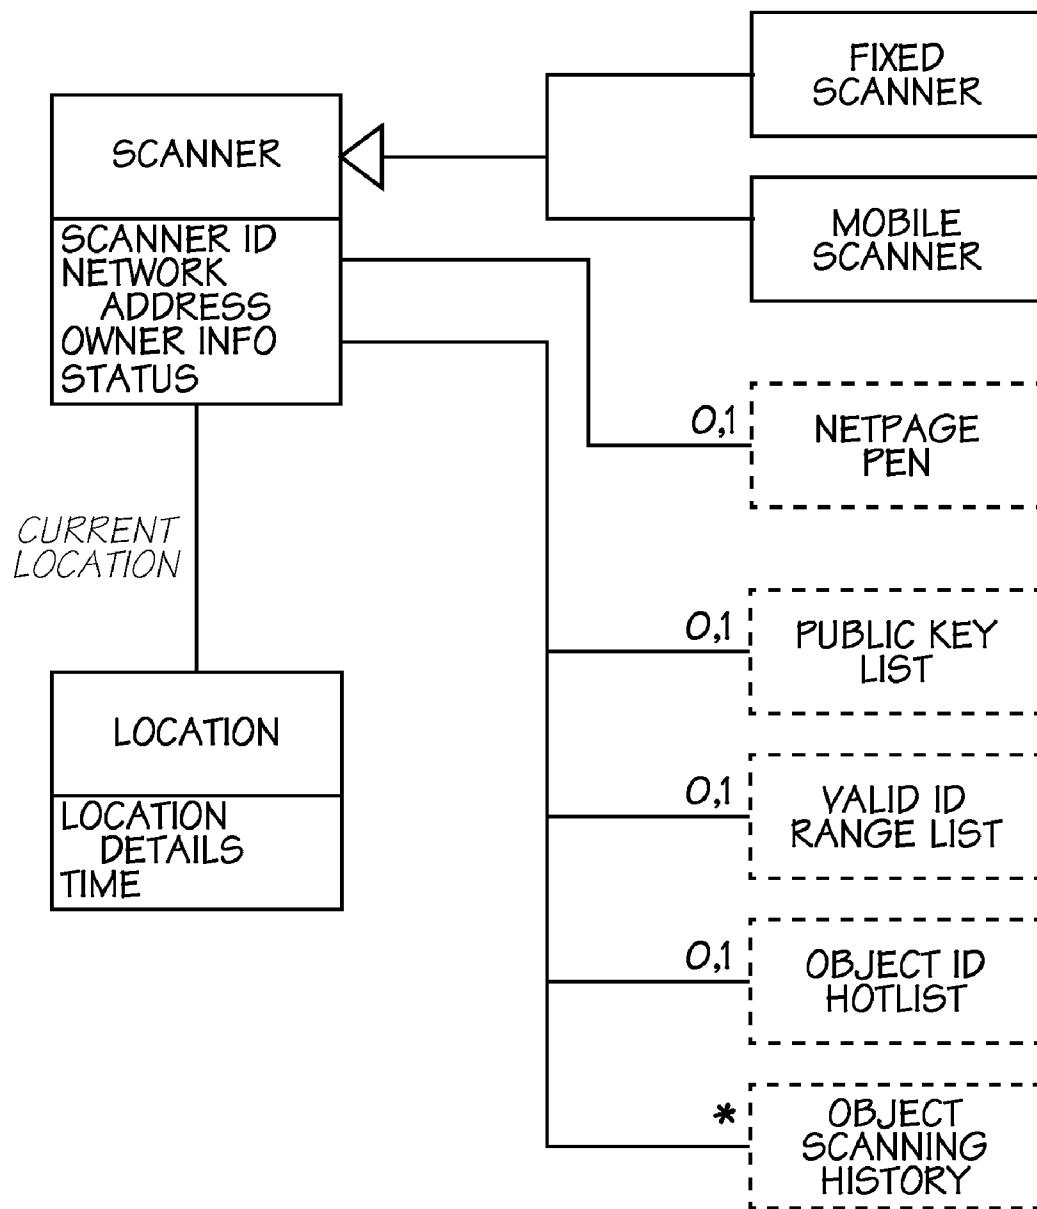 FIXED
SCANNER
SCANNER
MOBILE
SCANNER
SCANNER ID
NETWORK
ADDRESS
OWNER INFO
STATUS
0,1
NETPAGE
PEN
CURRENT
LOCATION
0,1
PUBLIC KEY
LIST
LOCATION
0,1
VALID ID
RANGE LIST
LOCATION
DETAILS
TIME
0,1
OBJECT ID
HOTLIST
*
OBJECT
SCANNING
HISTORY